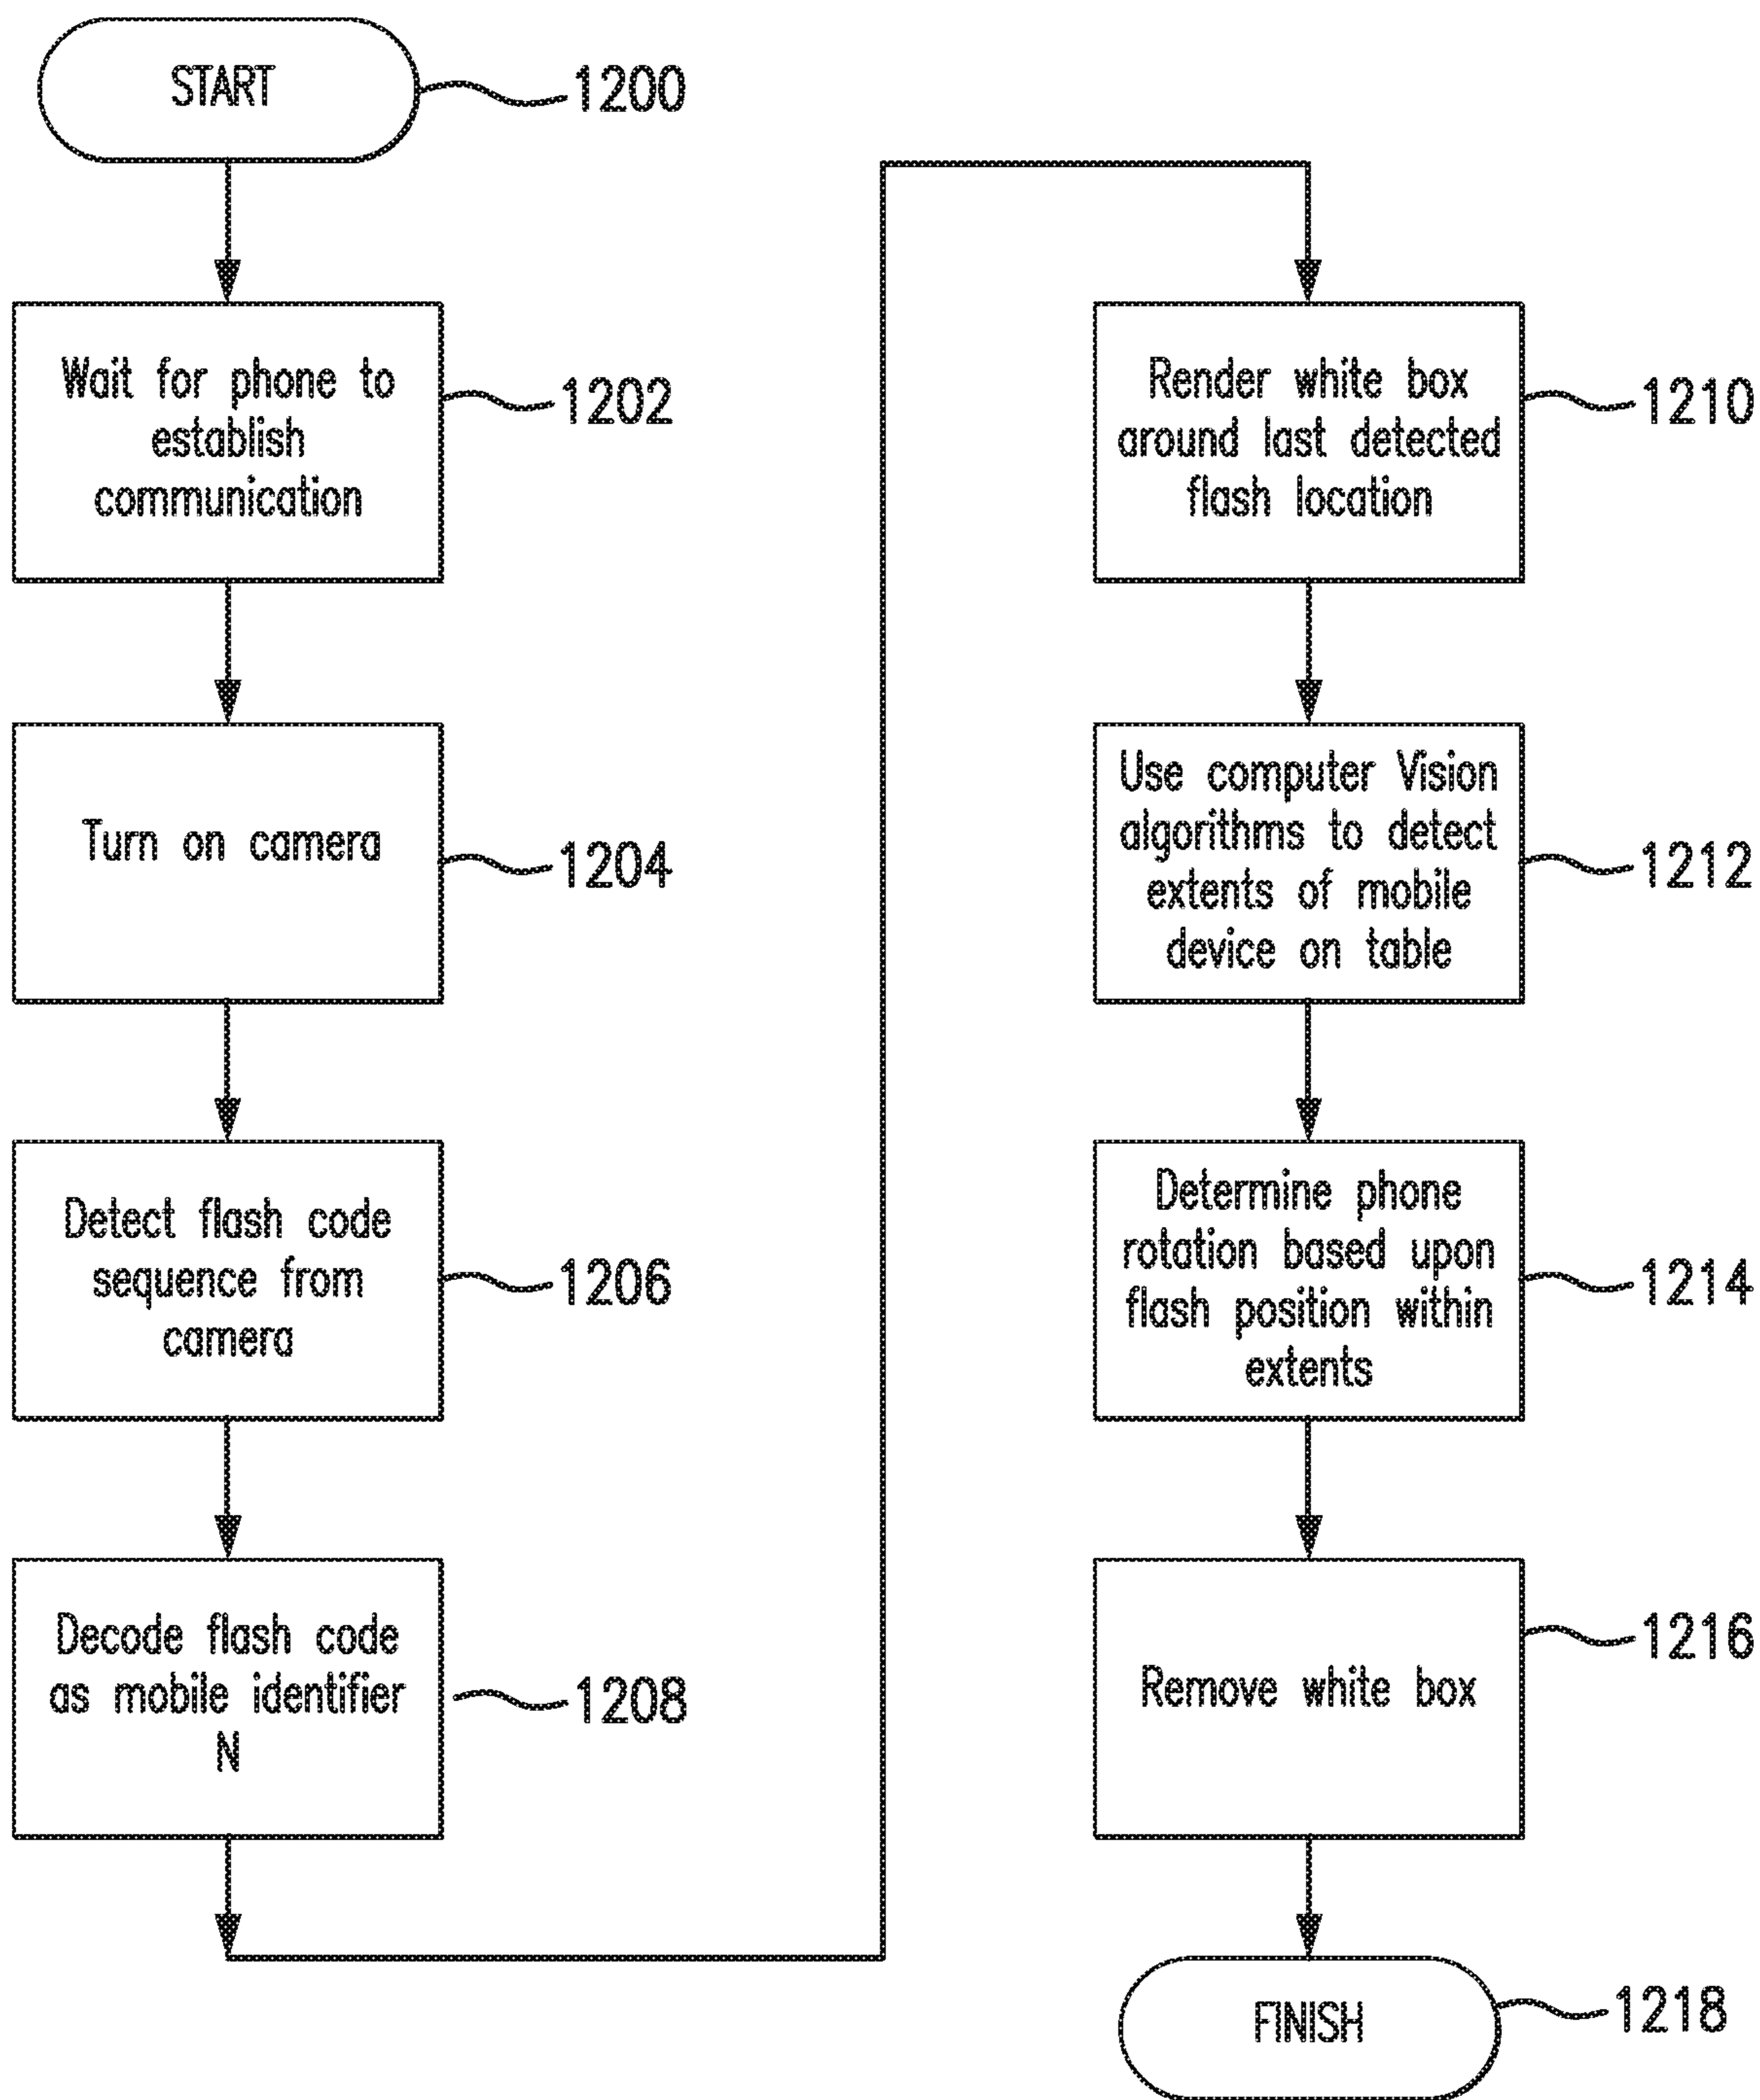 START
1200
Wait for phone to
establish
communication
1202
Turn on camera
1204
Detect flash code
sequence from
camera
1206
Decode flash code
as mobile identifier
N
1208
Render white box
around last detected
flash location
1210
Use computer Vision
algorithms to detect
extents of mobile
device on table
1212
Determine phone
rotation based upon
flash position within
extents
1214
Remove white box
1216
FINISH
1218